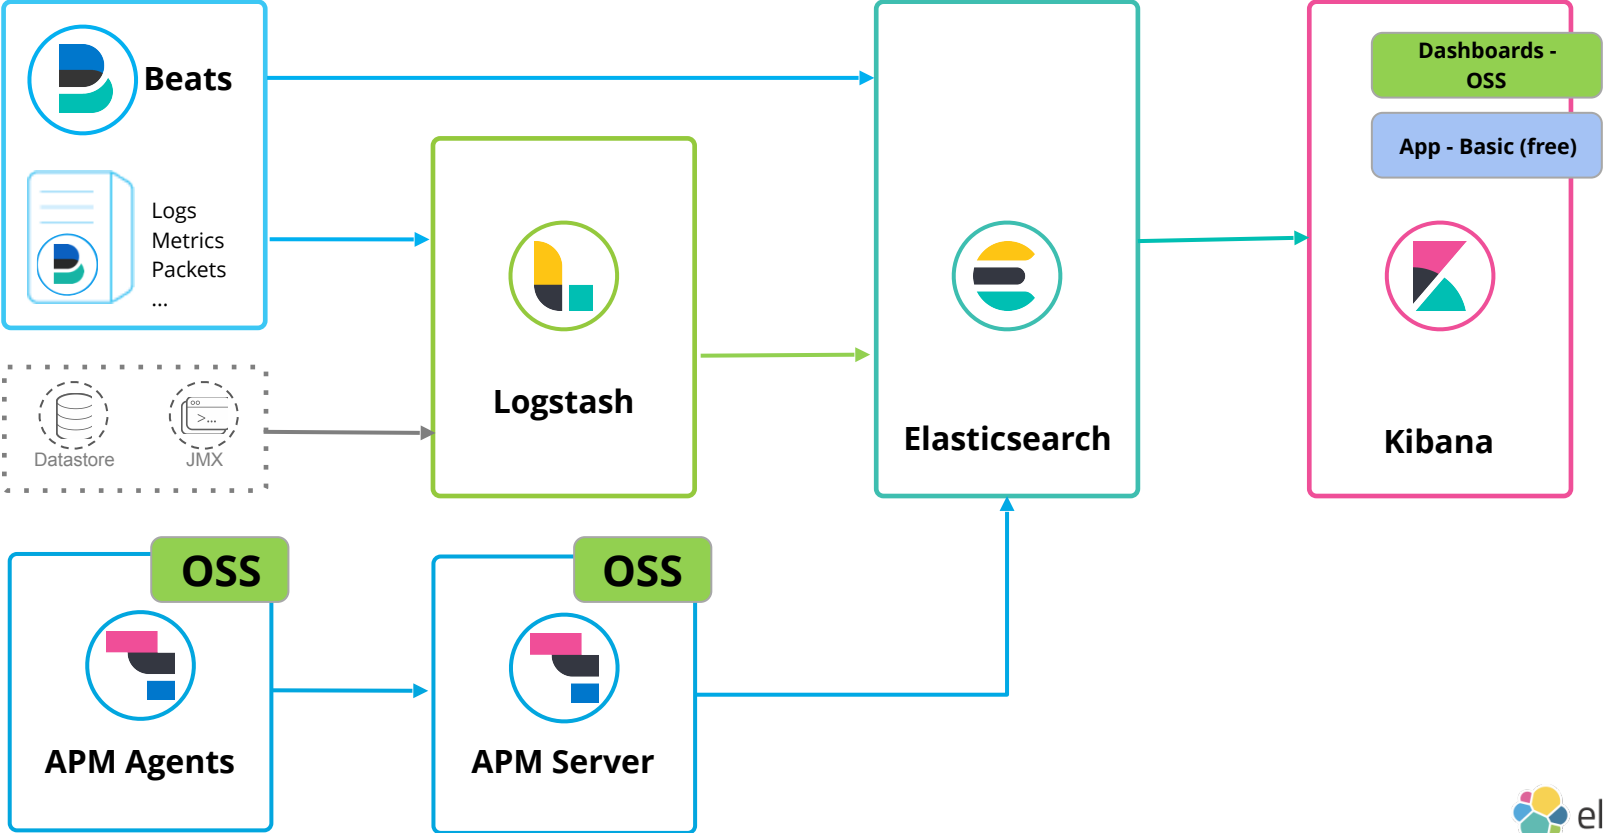 Beats
Logs
Metrics
Packets
...
Datastore
JMX
>...
Logstash
Elasticsearch
Dashboards -
OSS
App - Basic (free)
Kibana
OSS
APM Agents
OSS
APM Server
el